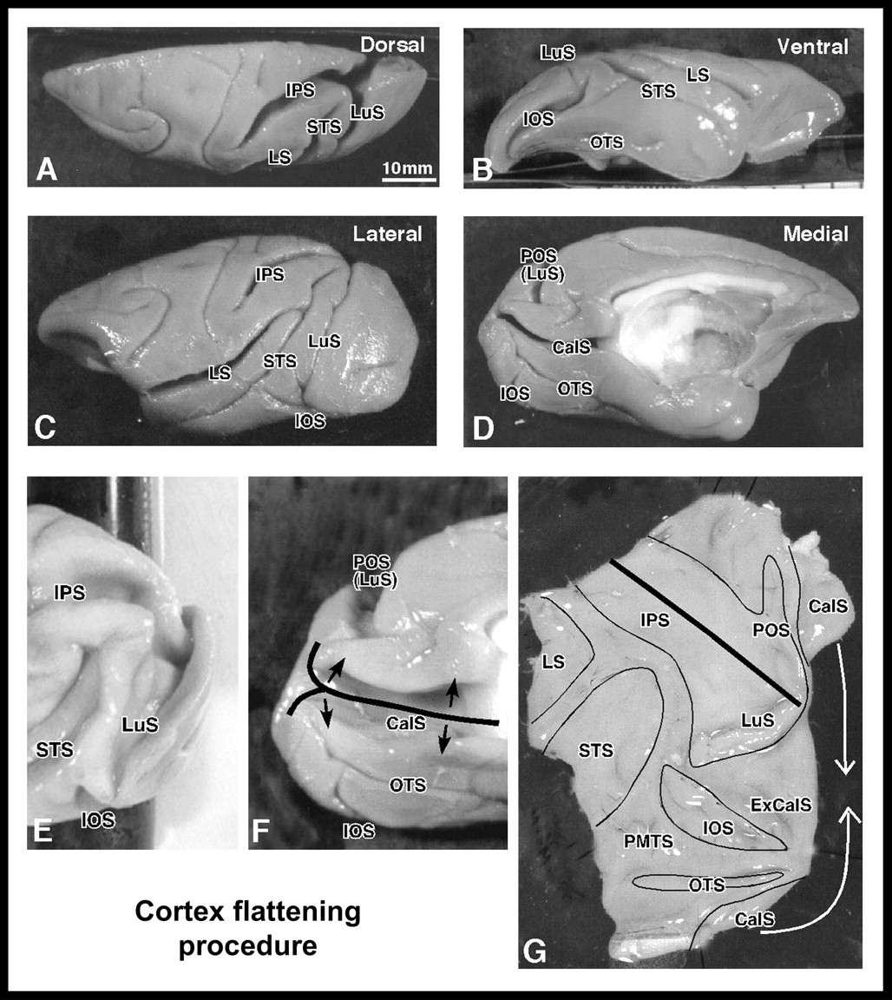 Dorsal
IPS
LuS
STS
LS
A
10mm
Ventral
LuS
LS
STS
IOS
OTS
B
Lateral
IPS
LuS
STS
LS
IOS
C
Medial
POS
(LuS)
CalS
OTS
IOS
D
IPS
LuS
STS
IOS
E
POS
(LuS)
CalS
OTS
IOS
F
CalS
IPS
POS
LS
LuS
STS
ExCalS
IOS
PMTS
OTS
CalS
G
Cortex flattening
procedure